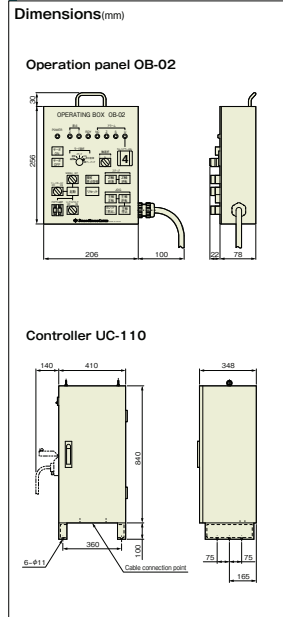 Dimensions(mm)
Operation panel OB-02
30
256
OPERATING BOX OB-02
POWER
4
206
100
22
78
Controller UC-110
140
410
348
840
100
360
6-φ11
Cable connection point
75
75
165